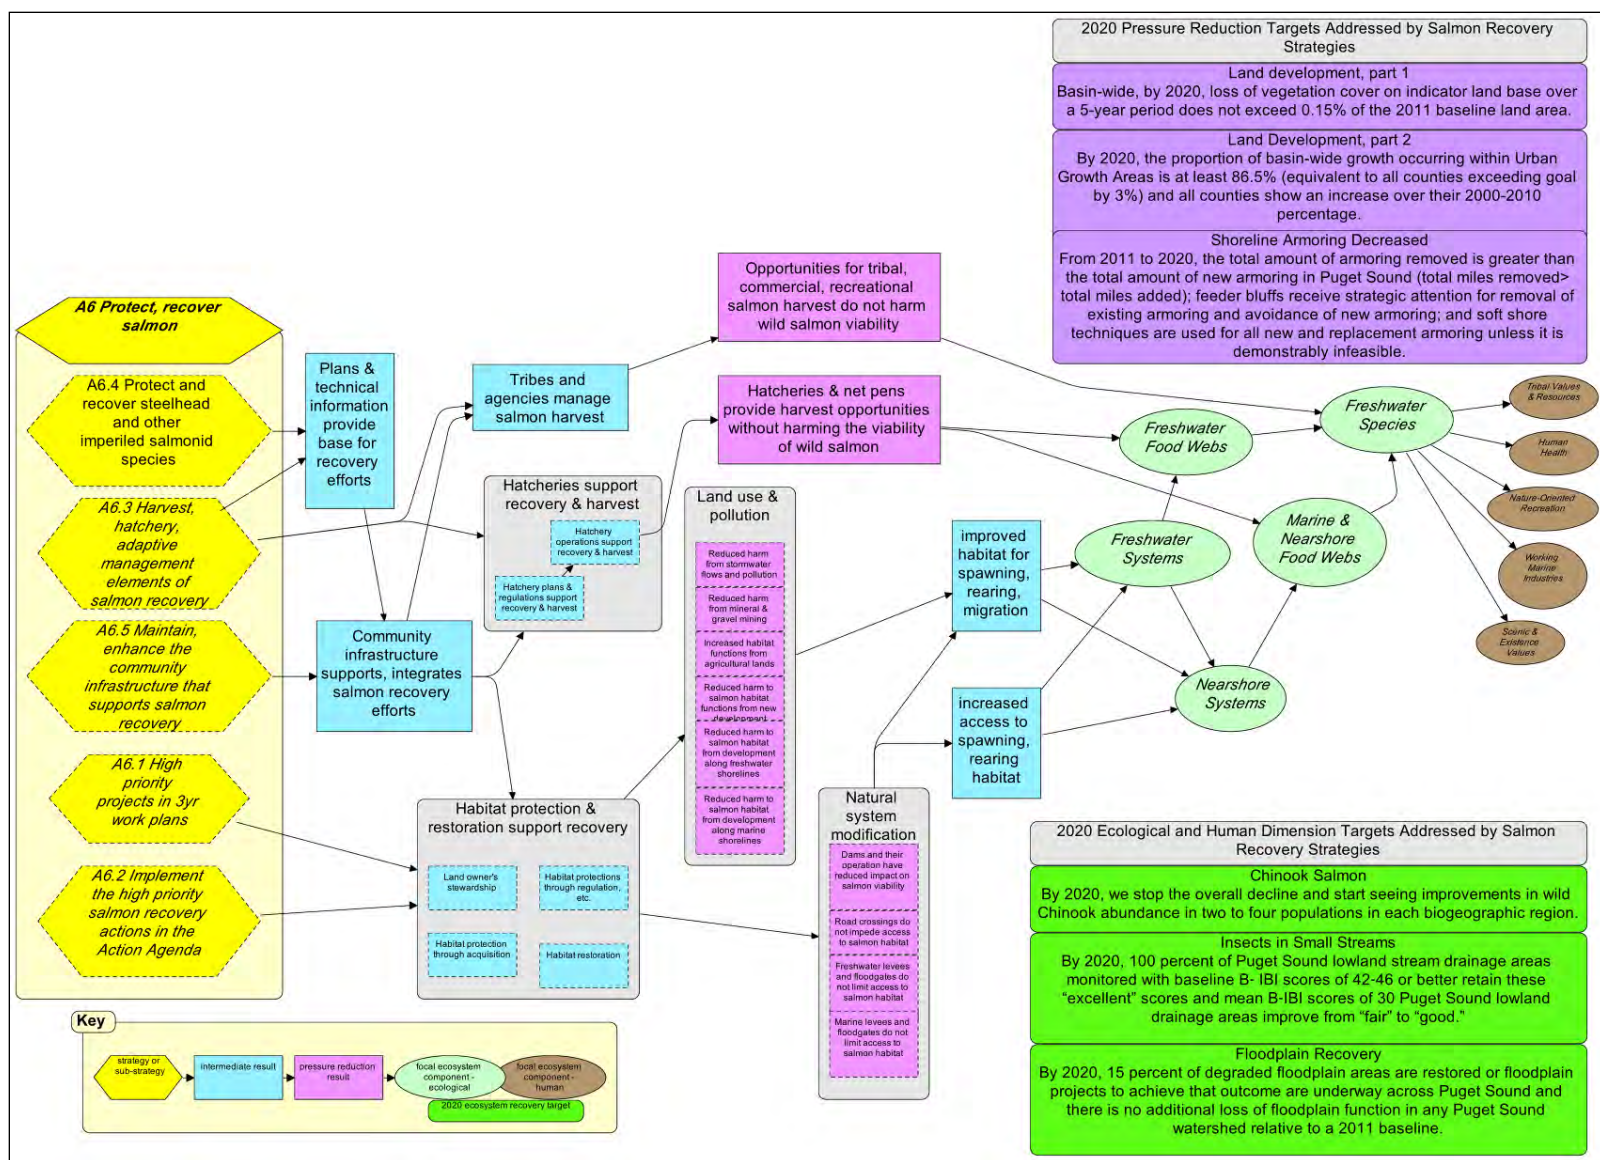 2020 Pressure Reduction Targets Addressed by Salmon Recovery
Strategies
Land development, part 1
Basin-wide, by 2020, loss of vegetation cover on indicator land base over
a 5-year period does not exceed 0.15% of the 2011 baseline land area.
Land Development, part 2
By 2020, the proportion of basin-wide growth occurring within Urban
Growth Areas is at least 86.5% (equivalent to all counties exceeding goal
by 3%) and all counties show an increase over their 2000-2010
percentage.
Shoreline Armoring Decreased
From 2011 to 2020, the total amount of armoring removed is greater than
the total amount of new armoring in Puget Sound (total miles removed>
total miles added); feeder bluffs receive strategic attention for removal of
existing armoring and avoidance of new armoring; and soft shore
techniques are used for all new and replacement armoring unless it is
demonstrably infeasible.
A6 Protect, recover
salmon
A6.4 Protect and
recover steelhead
and other
imperiled salmonid
species
A6.3 Harvest,
hatchery,
adaptive
management
elements of
salmon recovery
A6.5 Maintain,
enhance the
community
infrastructure that
supports salmon
recovery
A6.1 High
priority
projects in 3yr
work plans
A6.2 Implement
the high priority
salmon recovery
actions in the
Action Agenda
Plans &
technical
information
provide
base for
recovery
efforts
Community
infrastructure
supports, integrates
salmon recovery
efforts
Tribes and
agencies manage
salmon harvest
Hatcheries support
recovery & harvest
Hatchery
operations support
recovery & harvest
Hatchery plans &
regulations support
recovery & harvest
Habitat protection &
restoration support recovery
Land owner's
stewardship
Habitat protections
through regulation,
etc.
Habitat protection
through acquisition
Habitat restoration
Opportunities for tribal,
commercial, recreational
salmon harvest do not harm
wild salmon viability
Hatcheries & net pens
provide harvest opportunities
without harming the viability
of wild salmon
Land use &
pollution
Reduced harm
from stormwater
flows and pollution
Reduced harm
from mineral &
gravel mining
Increased habitat
functions from
agricultural lands
Reduced harm to
salmon habitat
functions from new
development
Reduced harm to
salmon habitat
from development
along freshwater
shorelines
Reduced harm to
salmon habitat
from development
along marine
shorelines
Natural
system
modification
Dams and their
operation have
reduced impact on
salmon viability
Road crossings do
not impede access
to salmon habitat
Freshwater levees
and floodgates do
not limit access to
salmon habitat
Marine levees and
floodgates do not
limit access to
salmon habitat
improved
habitat for
spawning,
rearing,
migration
increased
access to
spawning,
rearing
habitat
Freshwater
Food Webs
Freshwater
Species
Freshwater
Systems
Marine &
Nearshore
Food Webs
Nearshore
Systems
Tribal Values
& Resources
Human
Health
Nature-Oriented
Recreation
Working
Marine
Industries
Scenic &
Existence
Values
2020 Ecological and Human Dimension Targets Addressed by Salmon
Recovery Strategies
Chinook Salmon
By 2020, we stop the overall decline and start seeing improvements in wild
Chinook abundance in two to four populations in each biogeographic region.
Insects in Small Streams
By 2020, 100 percent of Puget Sound lowland stream drainage areas
monitored with baseline B- IBI scores of 42-46 or better retain these
“excellent” scores and mean B-IBI scores of 30 Puget Sound lowland
drainage areas improve from “fair” to “good.”
Floodplain Recovery
By 2020, 15 percent of degraded floodplain areas are restored or floodplain
projects to achieve that outcome are underway across Puget Sound and
there is no additional loss of floodplain function in any Puget Sound
watershed relative to a 2011 baseline.
Key
strategy or
sub-strategy
intermediate result
pressure reduction
result
focal ecosystem
component -
ecological
focal ecosystem
component -
human
2020 ecosystem recovery target